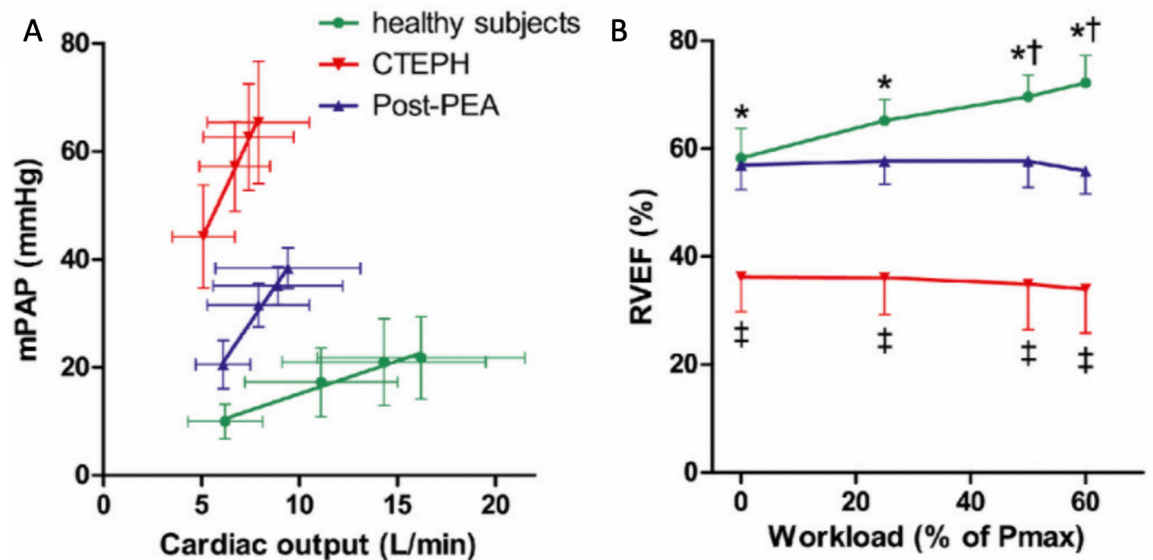 A
healthy subjects
CTEPH
Post-PEA
80
60
40
20
0
mPAP (mmHg)
0 5 10 15 20
Cardiac output (L/min)
B
80
60
40
20
0
RVEF (%)
* * *† *†
‡ ‡ ‡ ‡
0 20 40 60
Workload (% of Pmax)